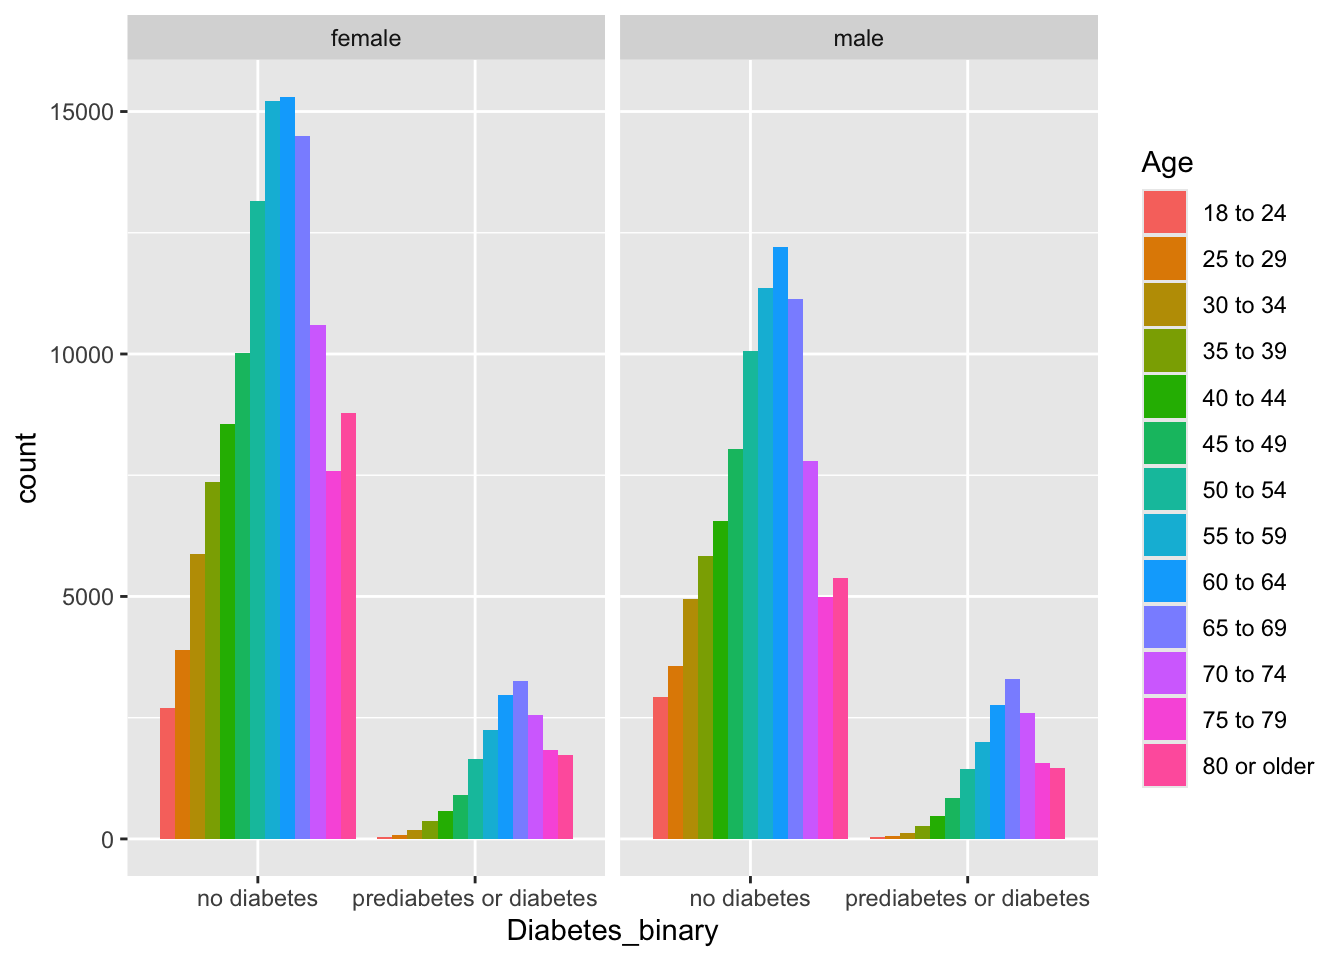 female
male
15000
10000
5000
0
count
no diabetes
prediabetes or diabetes
no diabetes
prediabetes or diabetes
Diabetes_binary
Age
18 to 24
25 to 29
30 to 34
35 to 39
40 to 44
45 to 49
50 to 54
55 to 59
60 to 64
65 to 69
70 to 74
75 to 79
80 or older